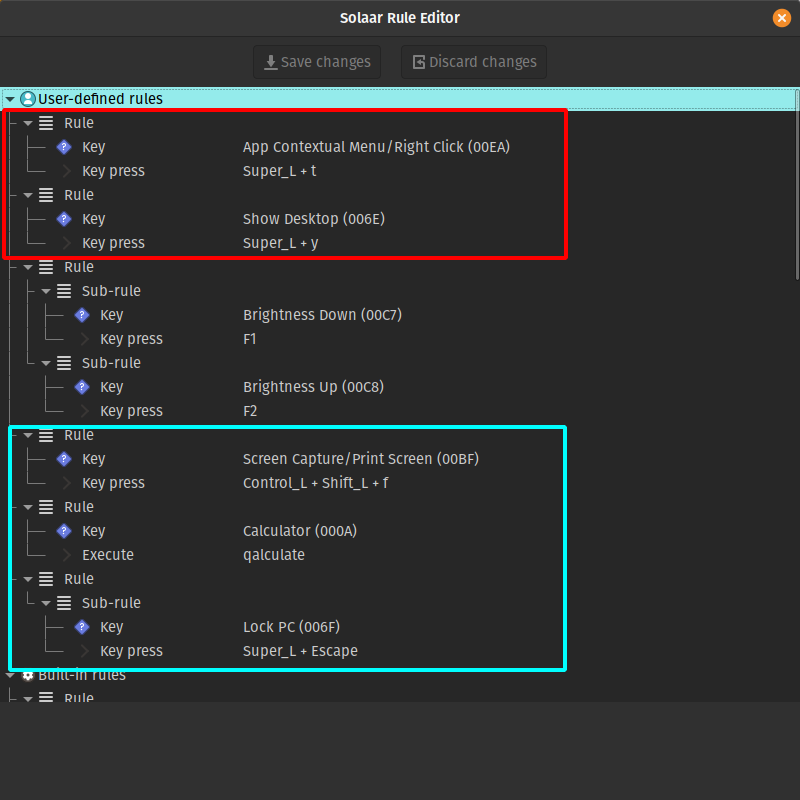 Solaar Rule Editor
Save changes Discard changes
User-defined rules
Rule
Key App Contextual Menu/Right Click (00EA)
Key press Super_L + t
Rule
Key Show Desktop (006E)
Key press Super_L + y
Rule
Sub-rule
Key Brightness Down (00C7)
Key press F1
Sub-rule
Key Brightness Up (00C8)
Key press F2
Rule
Key Screen Capture/Print Screen (00BF)
Key press Control_L + Shift_L + f
Rule
Key Calculator (000A)
Execute qalculate
Rule
Sub-rule
Key Lock PC (006F)
Key press Super_L + Escape
Built-in rules
Rule